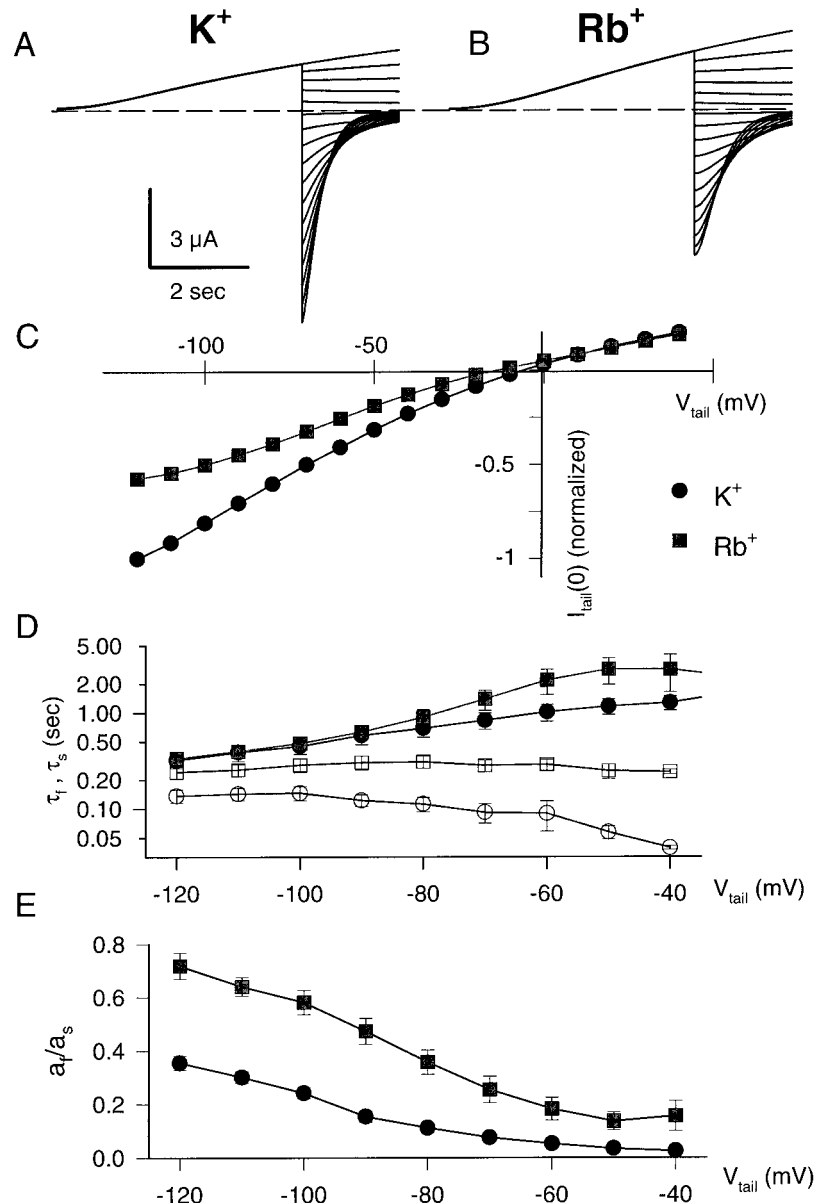 A
K⁺
B
Rb⁺
3 µA
2 sec
C
-100
-50
V_tail (mV)
-0.5
-1
I_tail(0) (normalized)
K⁺
Rb⁺
D
5.00
2.00
1.00
0.50
0.20
0.10
0.05
τ_f , τ_s (sec)
-120
-100
-80
-60
-40
V_tail (mV)
E
0.8
0.6
0.4
0.2
0.0
a_f/a_s
-120
-100
-80
-60
-40
V_tail (mV)